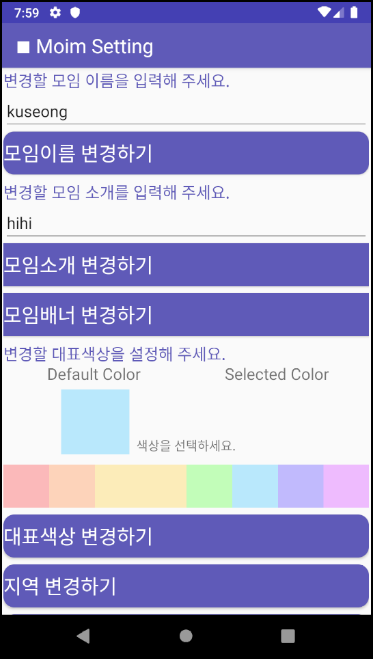 7:59
Moim Setting
변경할 모임 이름을 입력해 주세요.
kuseong
모임이름 변경하기
변경할 모임 소개를 입력해 주세요.
hihi
모임소개 변경하기
모임배너 변경하기
변경할 대표색상을 설정해 주세요.
Default Color Selected Color
색상을 선택하세요.
대표색상 변경하기
지역 변경하기